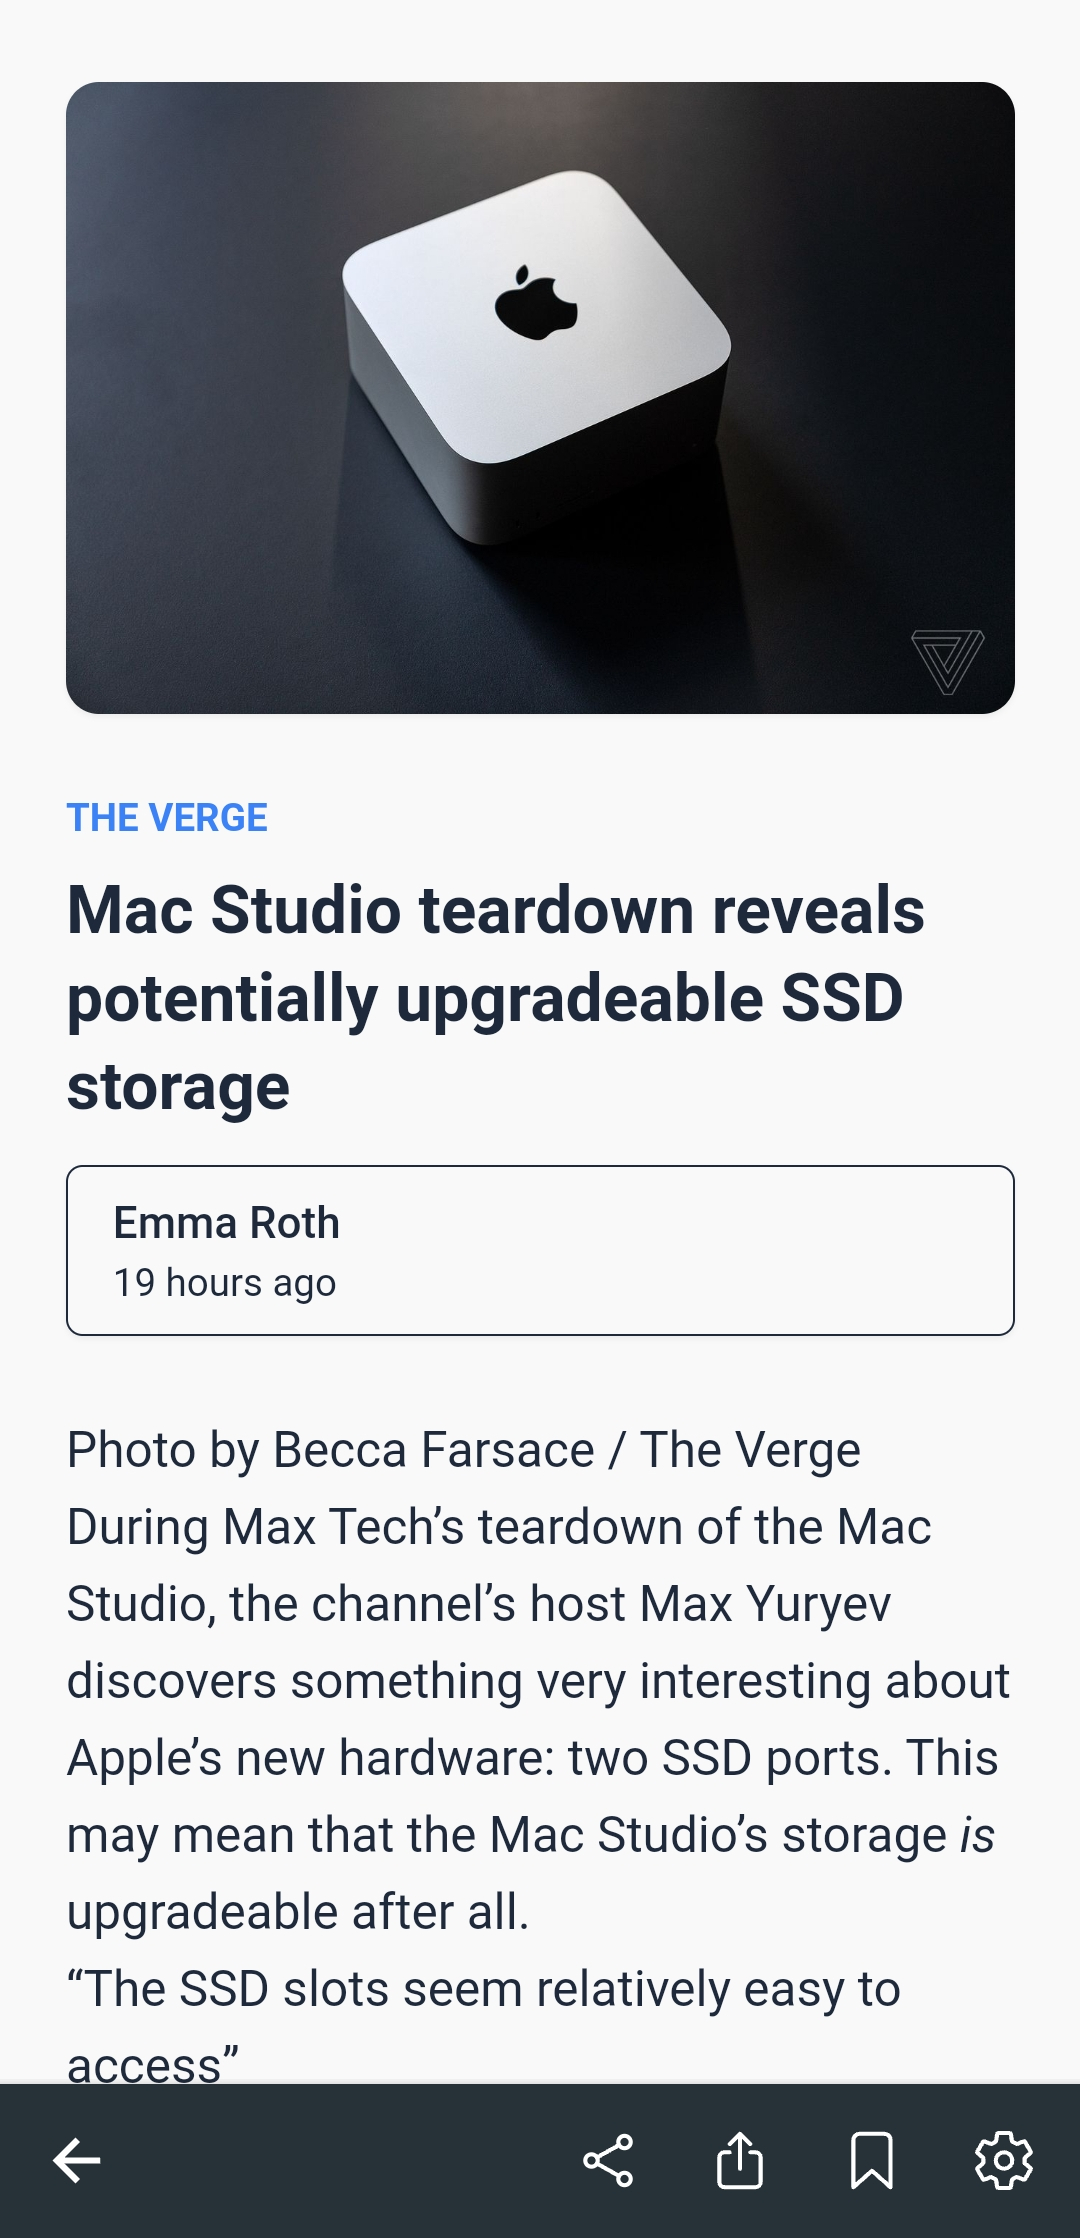 THE VERGE
Mac Studio teardown reveals
potentially upgradeable SSD
storage
Emma Roth
19 hours ago
Photo by Becca Farsace / The Verge
During Max Tech’s teardown of the Mac
Studio, the channel’s host Max Yuryev
discovers something very interesting about
Apple’s new hardware: two SSD ports. This
may mean that the Mac Studio’s storage is
upgradeable after all.
“The SSD slots seem relatively easy to
access”